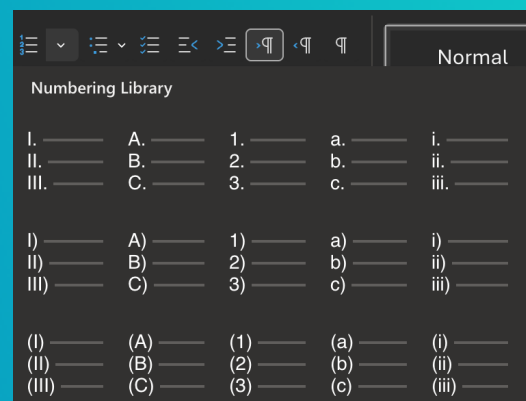 Normal
Numbering Library
I. A. 1. a. i.
II. B. 2. b. ii.
III. C. 3. c. iii.
I) A) 1) a) i)
II) B) 2) b) ii)
III) C) 3) c) iii)
(I) (A) (1) (a) (i)
(II) (B) (2) (b) (ii)
(III) (C) (3) (c) (iii)